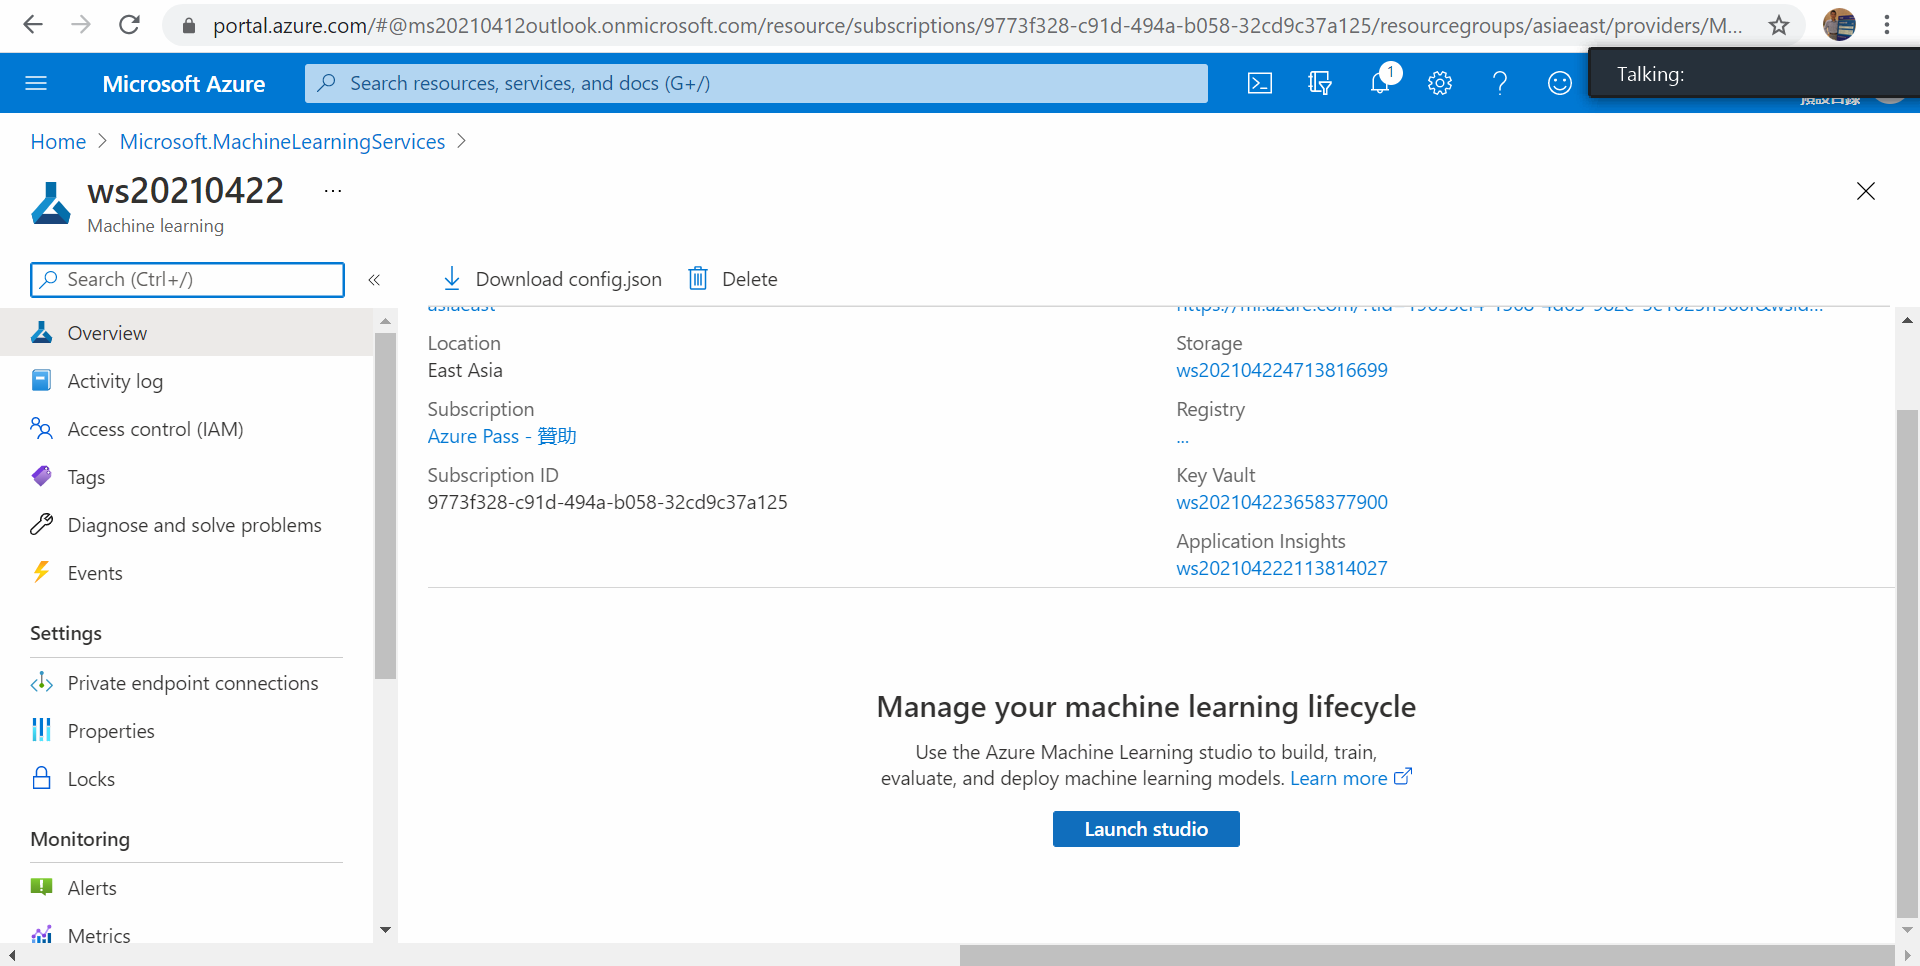 portal.azure.com/#@ms20210412outlook.onmicrosoft.com/resource/subscriptions/9773f328-c91d-494a-b058-32cd9c37a125/resourcegroups/asiaeast/providers/M...
Microsoft Azure
Search resources, services, and docs (G+/)
1
Talking:
Home > Microsoft.MachineLearningServices >
ws20210422 ...
Machine learning
Search (Ctrl+/)
«
Download config.json
Delete
Overview
Activity log
Access control (IAM)
Tags
Diagnose and solve problems
Events
Settings
Private endpoint connections
Properties
Locks
Monitoring
Alerts
Metrics
asiaeast
Location
East Asia
Subscription
Azure Pass - 贊助
Subscription ID
9773f328-c91d-494a-b058-32cd9c37a125
Storage
ws202104224713816699
Registry
...
Key Vault
ws202104223658377900
Application Insights
ws202104222113814027
Manage your machine learning lifecycle
Use the Azure Machine Learning studio to build, train,
evaluate, and deploy machine learning models. Learn more
Launch studio